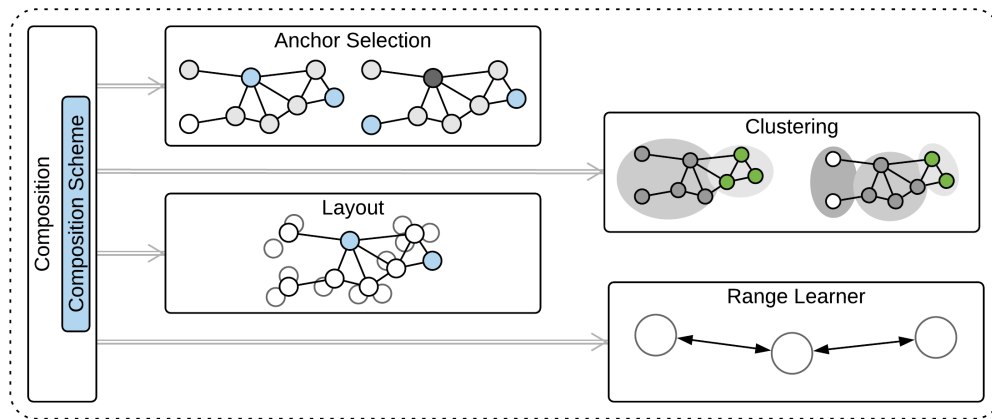 Composition
Composition Scheme
Anchor Selection
Clustering
Layout
Range Learner